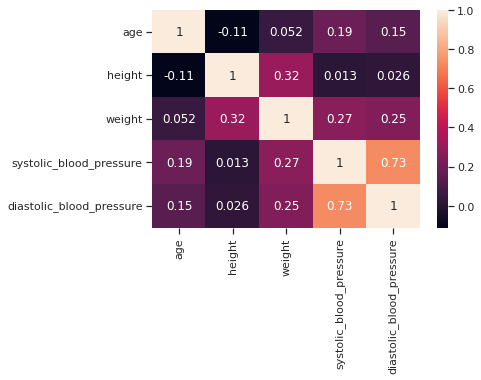 age 1 -0.11 0.052 0.19 0.15
height -0.11 1 0.32 0.013 0.026
weight 0.052 0.32 1 0.27 0.25
systolic_blood_pressure 0.19 0.013 0.27 1 0.73
diastolic_blood_pressure 0.15 0.026 0.25 0.73 1
age
height
weight
systolic_blood_pressure
diastolic_blood_pressure
1.0
0.8
0.6
0.4
0.2
0.0